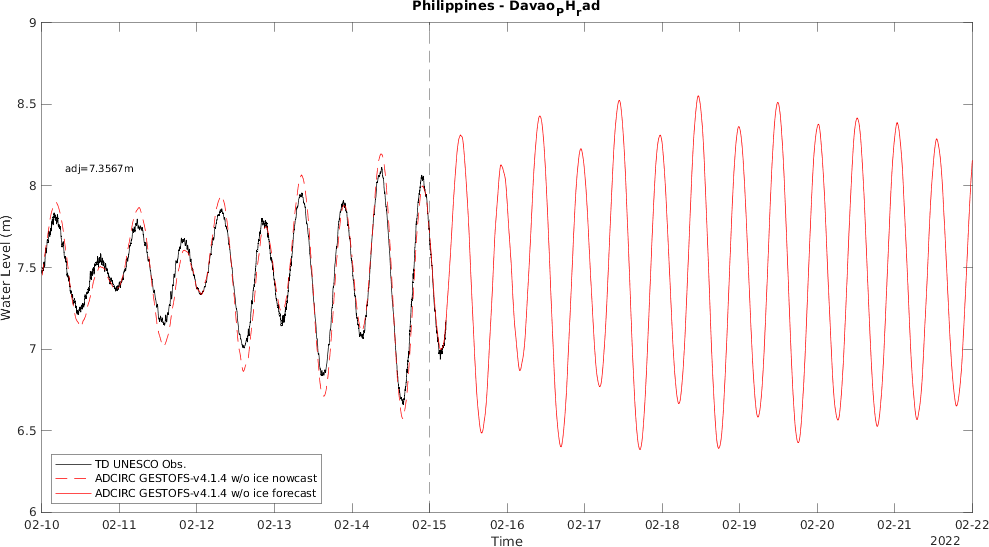 Philippines - Davao_pH_rad
9
8.5
8
7.5
7
6.5
6
Water Level (m)
adj=7.3567m
TD UNESCO Obs.
ADCIRC GESTOFS-v4.1.4 w/o ice nowcast
ADCIRC GESTOFS-v4.1.4 w/o ice forecast
02-10 02-11 02-12 02-13 02-14 02-15 02-16 02-17 02-18 02-19 02-20 02-21 02-22
Time
2022